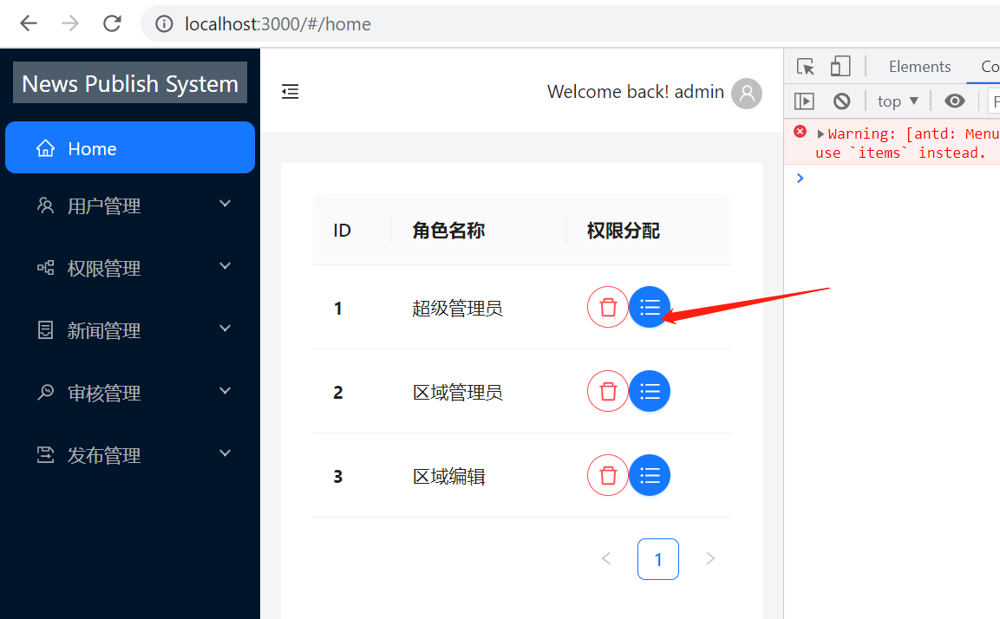 localhost:3000/#/home
News Publish System
Welcome back! admin
Elements
Co
top
F
Warning: [antd: Menu
use `items` instead.
Home
用户管理
权限管理
新闻管理
审核管理
发布管理
ID 角色名称 权限分配
1 超级管理员
2 区域管理员
3 区域编辑
1